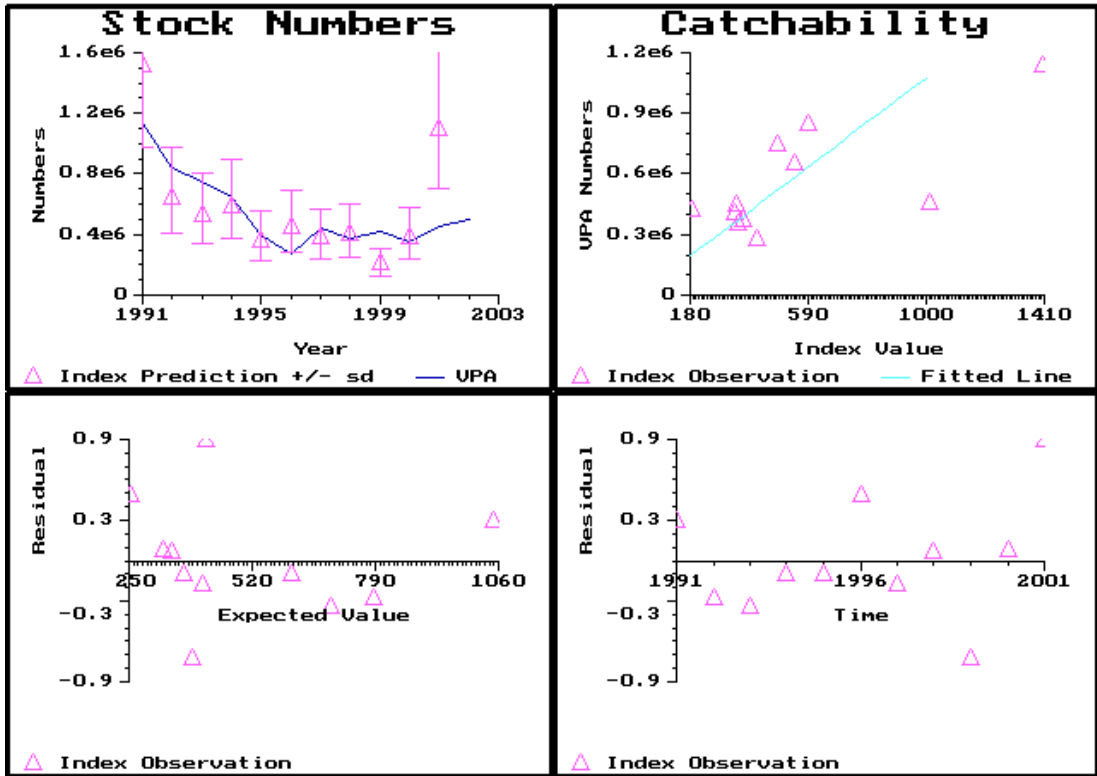 Stock Numbers
1.6e6
1.2e6
0.8e6
0.4e6
0
Numbers
1991 1995 1999 2003
Year
Index Prediction +/- sd VPA
Catchability
1.2e6
0.9e6
0.6e6
0.3e6
0
VPA Numbers
180 590 1000 1410
Index Value
Index Observation Fitted Line
0.9
0.3
-0.3
-0.9
Residual
250 520 790 1060
Expected Value
Index Observation
0.9
0.3
-0.3
-0.9
Residual
1991 1996 2001
Time
Index Observation